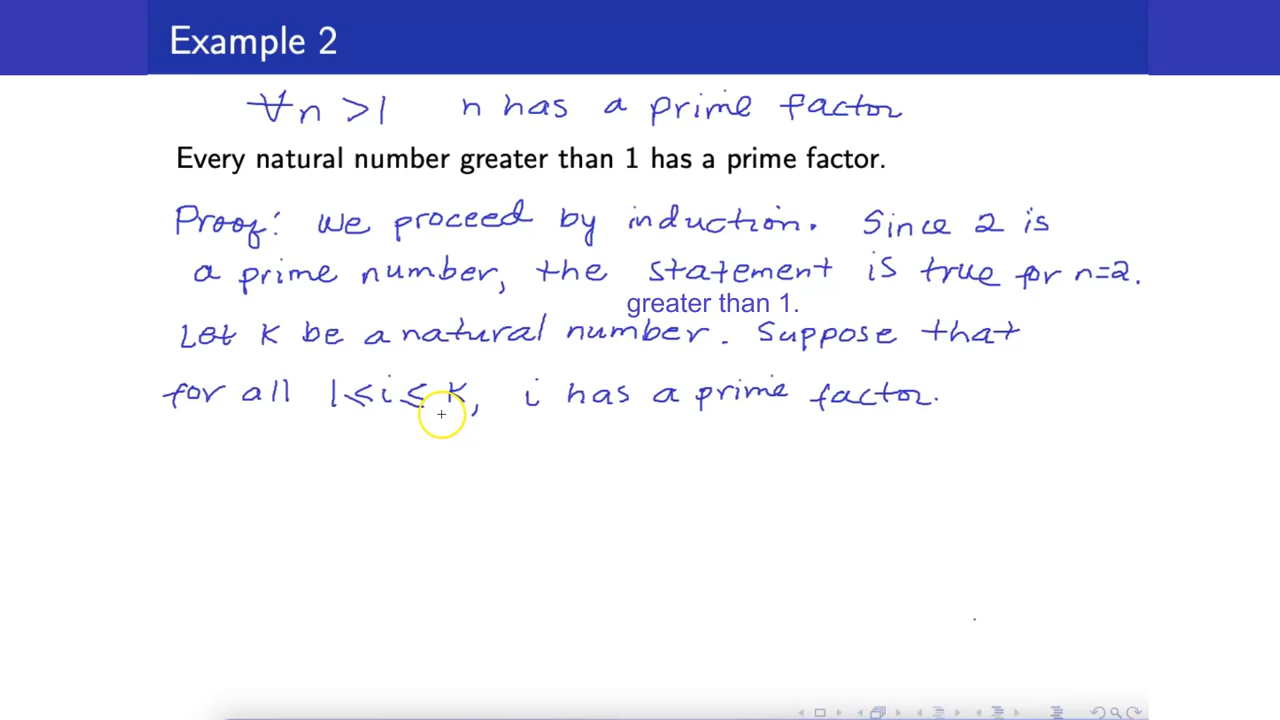 Example 2
∀n >1 n has a prime factor
Every natural number greater than 1 has a prime factor.
Proof: We proceed by induction. Since 2 is
a prime number, the statement is true for n=2.
greater than 1.
Let k be a natural number. Suppose that
for all 1≤i≤k, i has a prime factor.